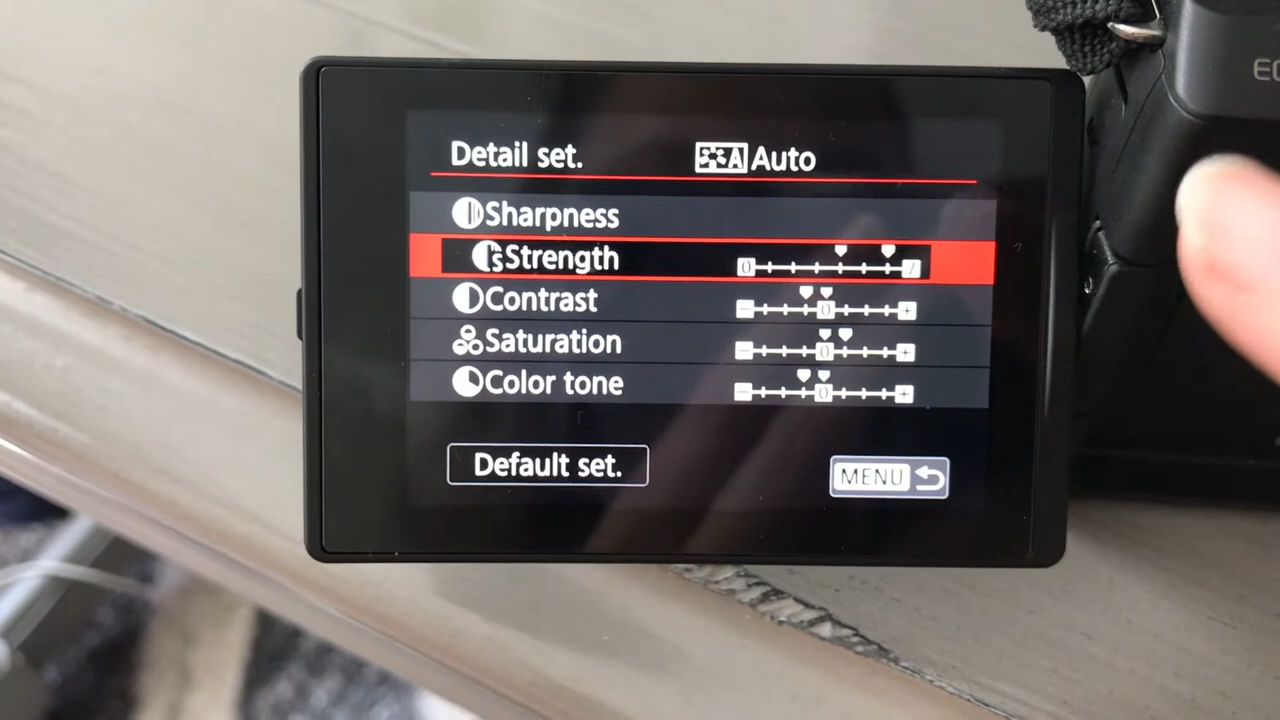 Detail set. A Auto
Sharpness
S Strength 0 7
Contrast 0
Saturation 0
Color tone 0
Default set. MENU